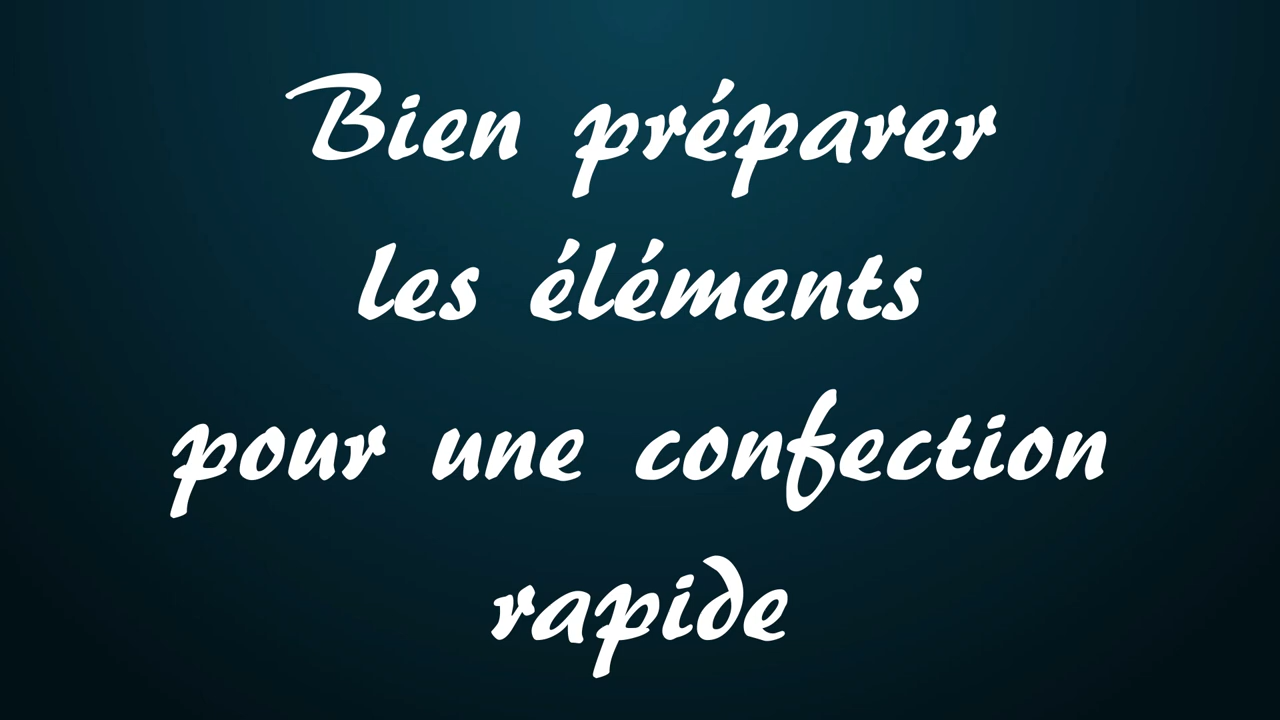 Bien préparer
les éléments
pour une confection
rapide